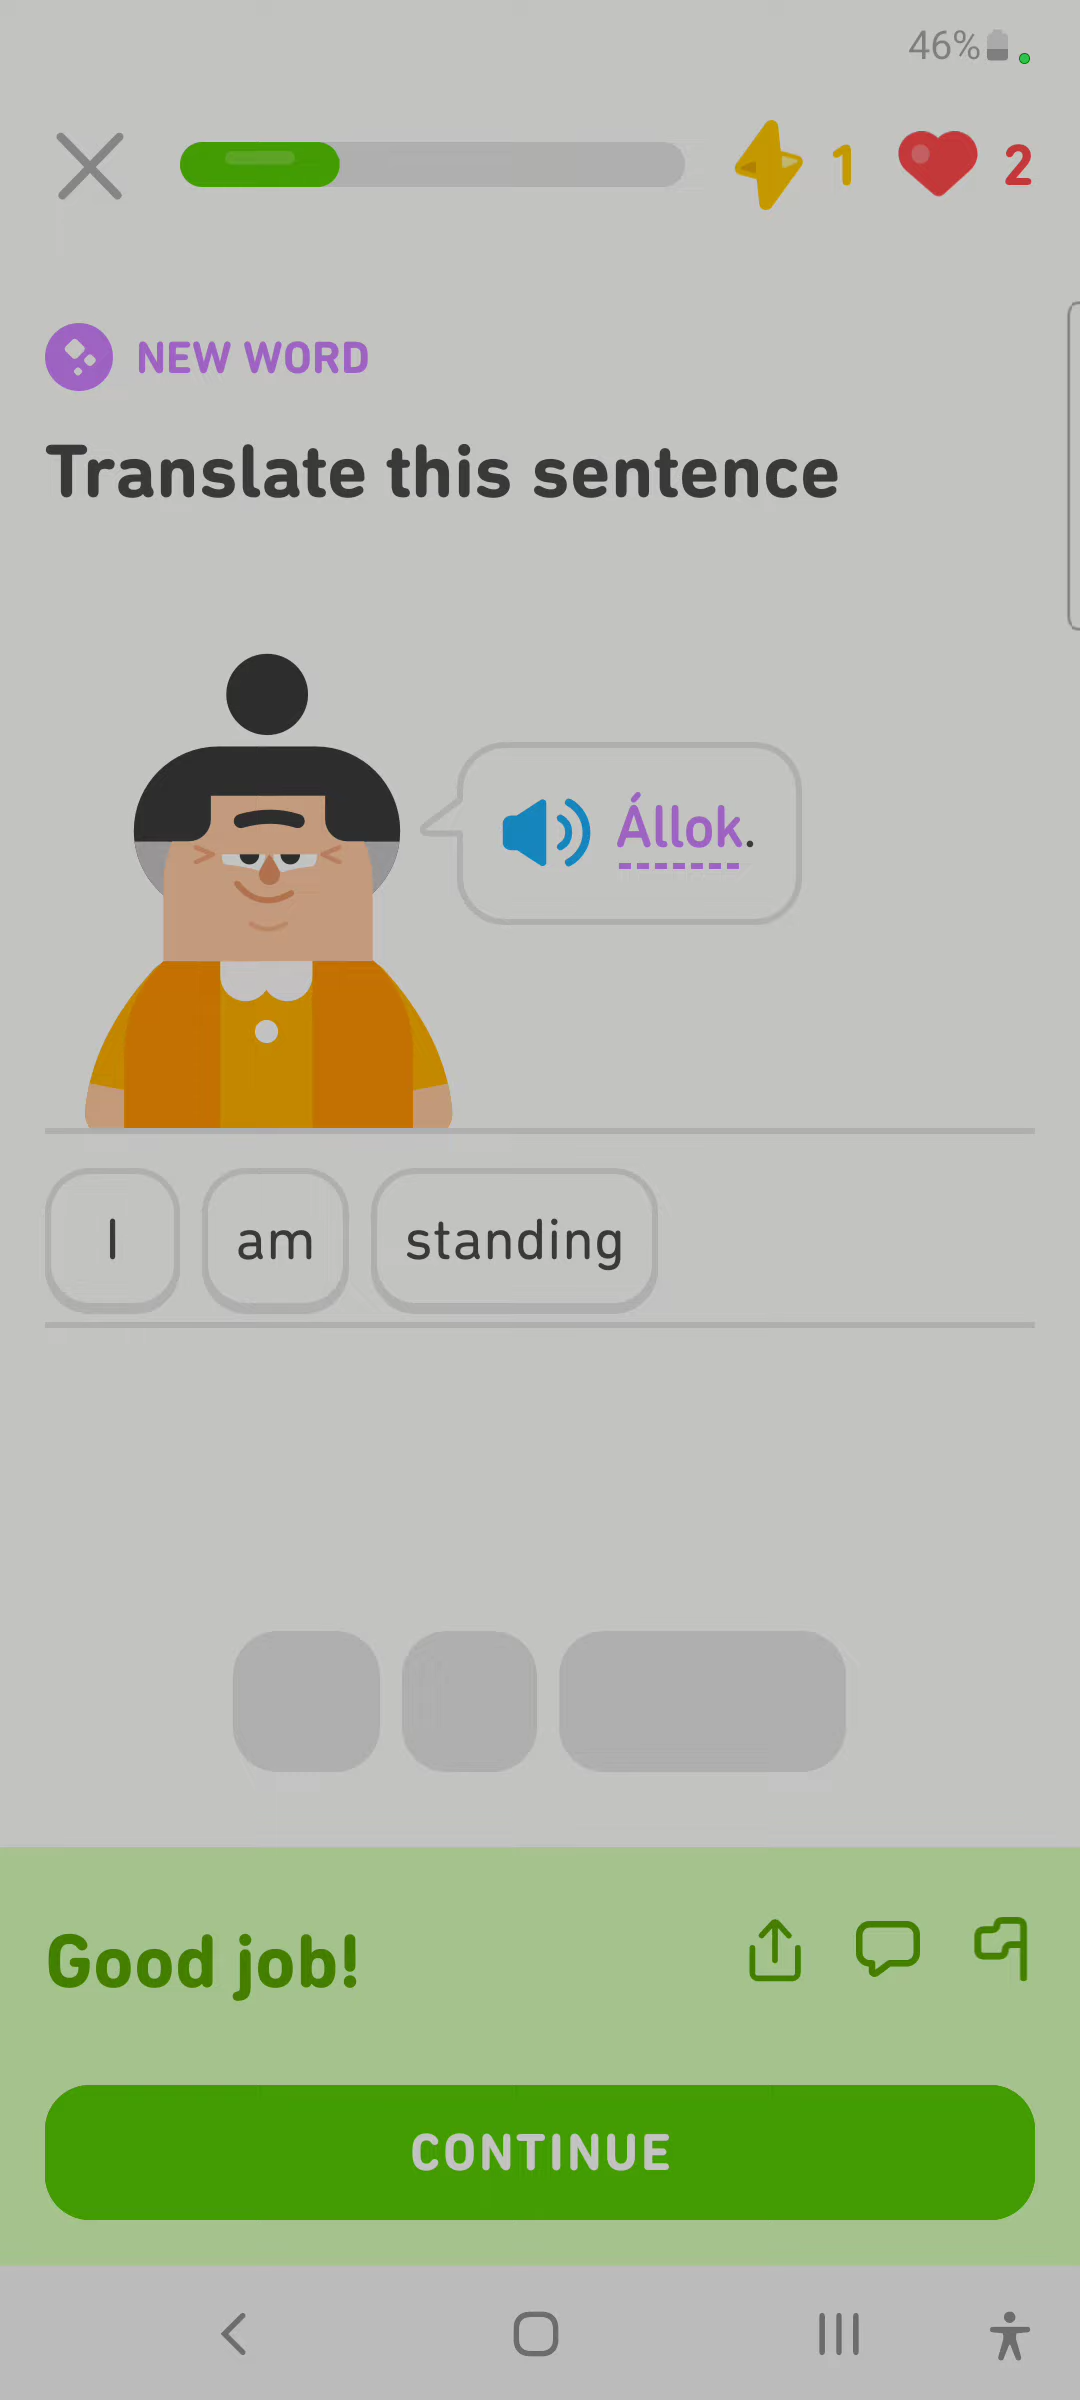 46%
1
2
NEW WORD
Translate this sentence
Állok.
I am standing
Good job!
CONTINUE